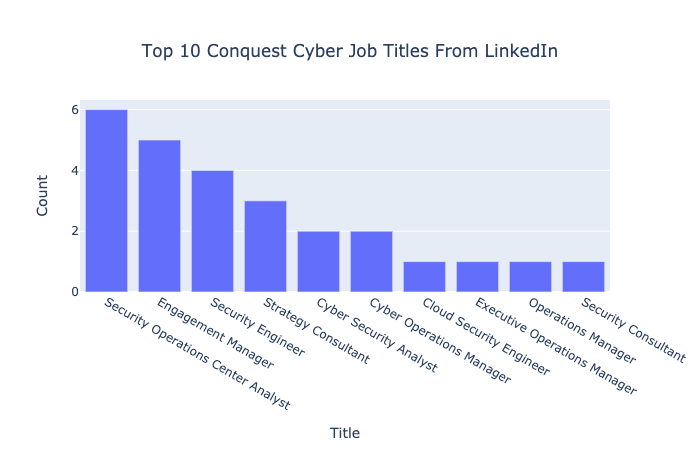 Top 10 Conquest Cyber Job Titles From LinkedIn
Count
6
4
2
0
Security Operations Center Analyst
Engagement Manager
Security Engineer
Strategy Consultant
Cyber Security Analyst
Cyber Operations Manager
Cloud Security Engineer
Executive Operations Manager
Operations Manager
Security Consultant
Title